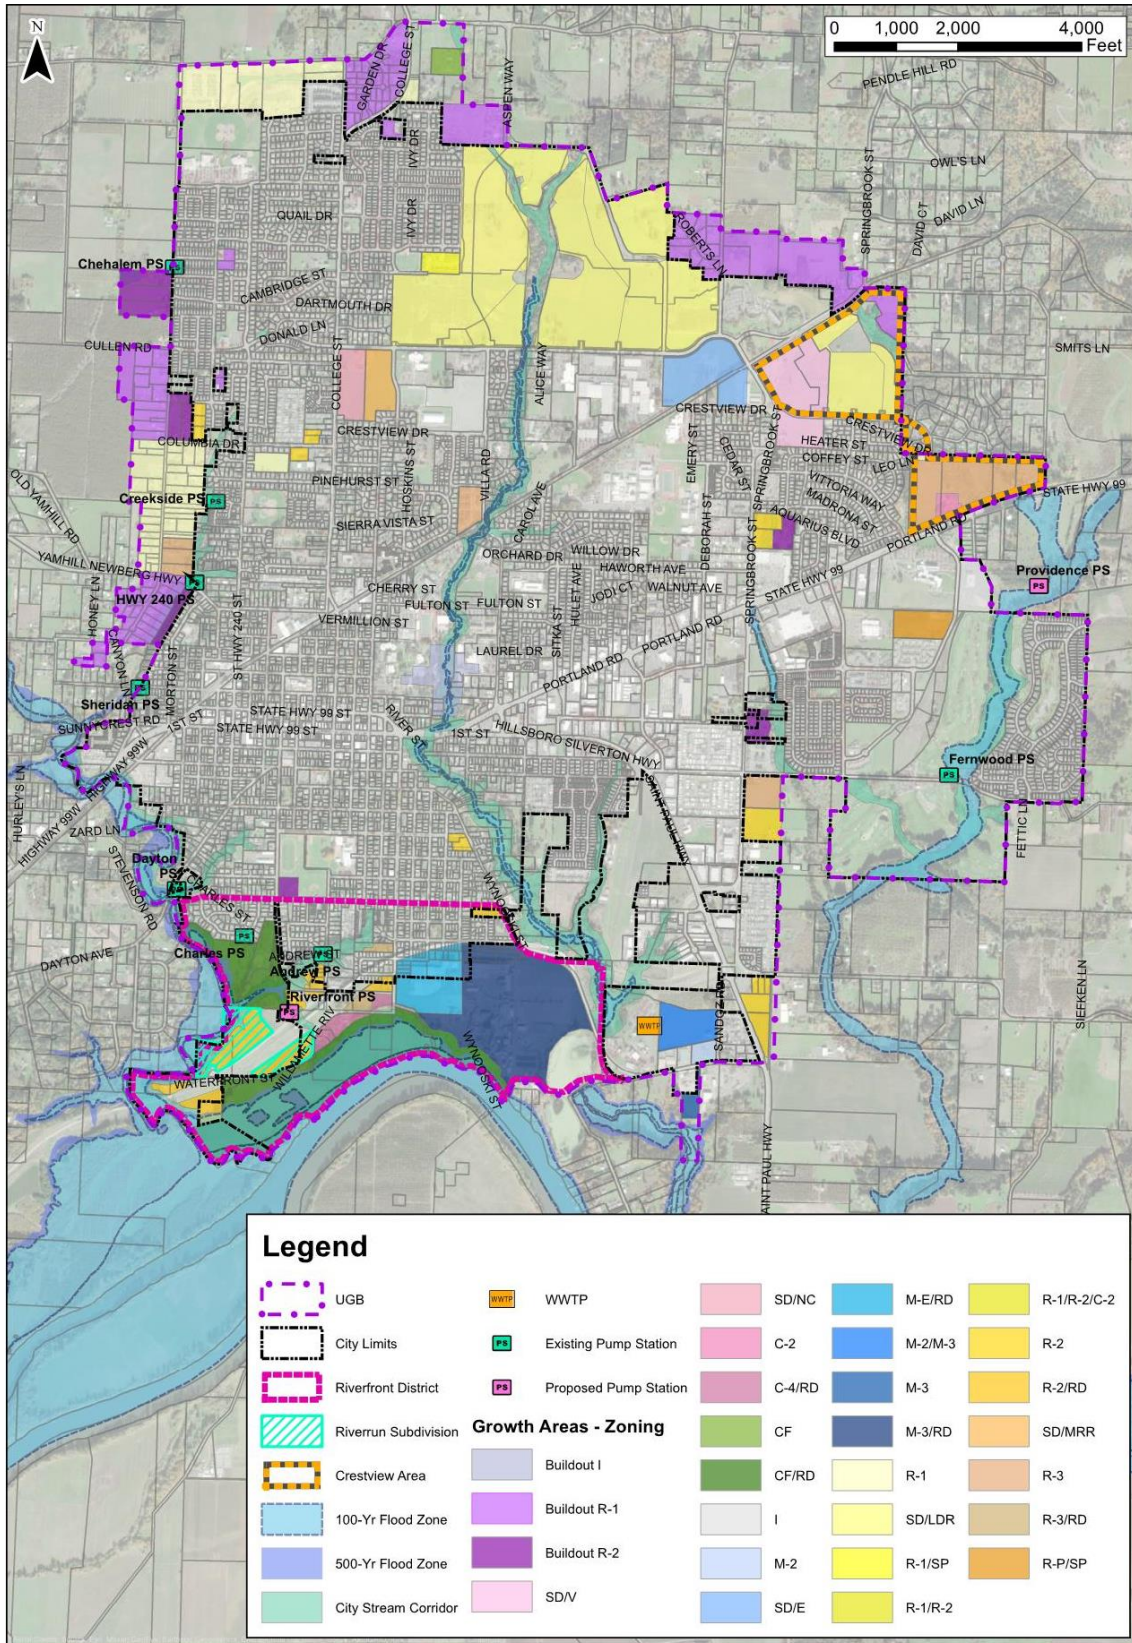 N
0 1,000 2,000 4,000
Feet
PENDLE HILL RD
GARDEN DR
COLLEGE ST
ASPEN WAY
IVY DR
OWL'S LN
SPRINGBROOK ST
DAVID CT
DAVID LN
QUAIL DR
IVY DR
ROBERTS LN
Chehalem PS
PS
CAMBRIDGE ST
DARTMOUTH DR
DONALD LN
CULLEN RD
COLLEGE ST
ALICE WAY
SMITS LN
CRESTVIEW DR
CRESTVIEW DR
COLUMBIA DR
CRESTVIEW DR
HEATER ST
COFFEY ST
LEO LN
EMERY ST
CEDAR ST
SPRINGBROOK ST
OLD YAMHILL RD
PINEHURST ST
HOSKINS ST
VILLA RD
VITTORIA WAY
MADRONA ST
AQUARIUS BLVD
STATE HWY 99
Creekside PS
PS
SIERRA VISTA ST
CAROL AVE
DEBORAH ST
PORTLAND RD
YAMHILL NEWBERG HWY
ORCHARD DR
WILLOW DR
HAWORTH AVE
Providence PS
PS
HWY 240 PS
PS
CHERRY ST
FULTON ST
FULTON ST
HULET AVE
JODI CT
WALNUT AVE
STATE HWY 99
SPRINGBROOK ST
HONEY LN
ST HWY 240 ST
VERMILLION ST
SITKA ST
CANYON LN
MORTON ST
LAUREL DR
PORTLAND RD
PORTLAND RD
Sheridan PS
PS
SUNNYCREST RD
1ST ST
STATE HWY 99 ST
STATE HWY 99 ST
RIVER ST
1ST ST
HILLSBORO SILVERTON HWY
Fernwood PS
PS
HURLEY'S LN
HIGHWAY 99W
HIGHWAY 99W
SAINT PAUL HWY
ZARD LN
FETTIC LN
STEVENSON RD
Dayton
PS
CHARLES ST
WYNOOSKI ST
DAYTON AVE
Charles PS
PS
ANDREW ST
PS
Andrew PS
Riverfront PS
PS
WWTP
SANDOZ RD
SIEFKEN LN
WILLAMETTE RIV
WATERFRONT ST
WYNOOSKI ST
AINT PAUL HWY
Legend
UGB
City Limits
Riverfront District
Riverrun Subdivision
Crestview Area
100-Yr Flood Zone
500-Yr Flood Zone
City Stream Corridor
WWTP
WWTP
PS
Existing Pump Station
PS
Proposed Pump Station
Growth Areas - Zoning
Buildout I
Buildout R-1
Buildout R-2
SD/V
SD/NC
C-2
C-4/RD
CF
CF/RD
I
M-2
SD/E
M-E/RD
M-2/M-3
M-3
M-3/RD
R-1
SD/LDR
R-1/SP
R-1/R-2
R-1/R-2/C-2
R-2
R-2/RD
SD/MRR
R-3
R-3/RD
R-P/SP